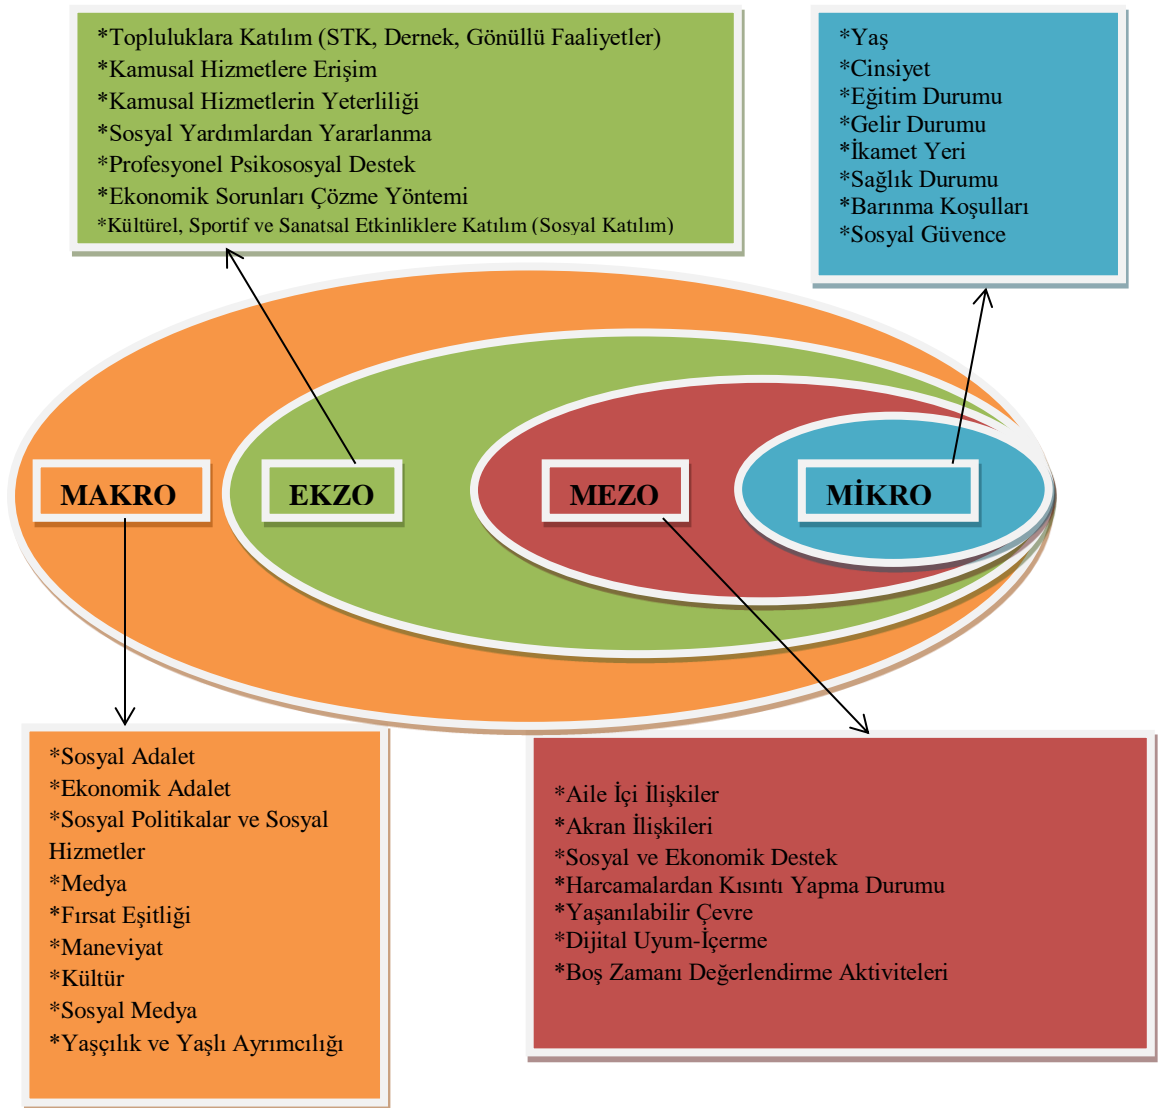 *Topluluklara Katılım (STK, Dernek, Gönüllü Faaliyetler)
*Kamusal Hizmetlere Erişim
*Kamusal Hizmetlerin Yeterliliği
*Sosyal Yardımlardan Yararlanma
*Profesyonel Psikososyal Destek
*Ekonomik Sorunları Çözme Yöntemi
*Kültürel, Sportif ve Sanatsal Etkinliklere Katılım (Sosyal Katılım)
*Yaş
*Cinsiyet
*Eğitim Durumu
*Gelir Durumu
*İkamet Yeri
*Sağlık Durumu
*Barınma Koşulları
*Sosyal Güvence
MAKRO
EKZO
MEZO
MİKRO
*Sosyal Adalet
*Ekonomik Adalet
*Sosyal Politikalar ve Sosyal
Hizmetler
*Medya
*Fırsat Eşitliği
*Maneviyat
*Kültür
*Sosyal Medya
*Yaşçılık ve Yaşlı Ayrımcılığı
*Aile İçi İlişkiler
*Akran İlişkileri
*Sosyal ve Ekonomik Destek
*Harcamalardan Kısıntı Yapma Durumu
*Yaşanılabilir Çevre
*Dijital Uyum-İçerme
*Boş Zamanı Değerlendirme Aktiviteleri